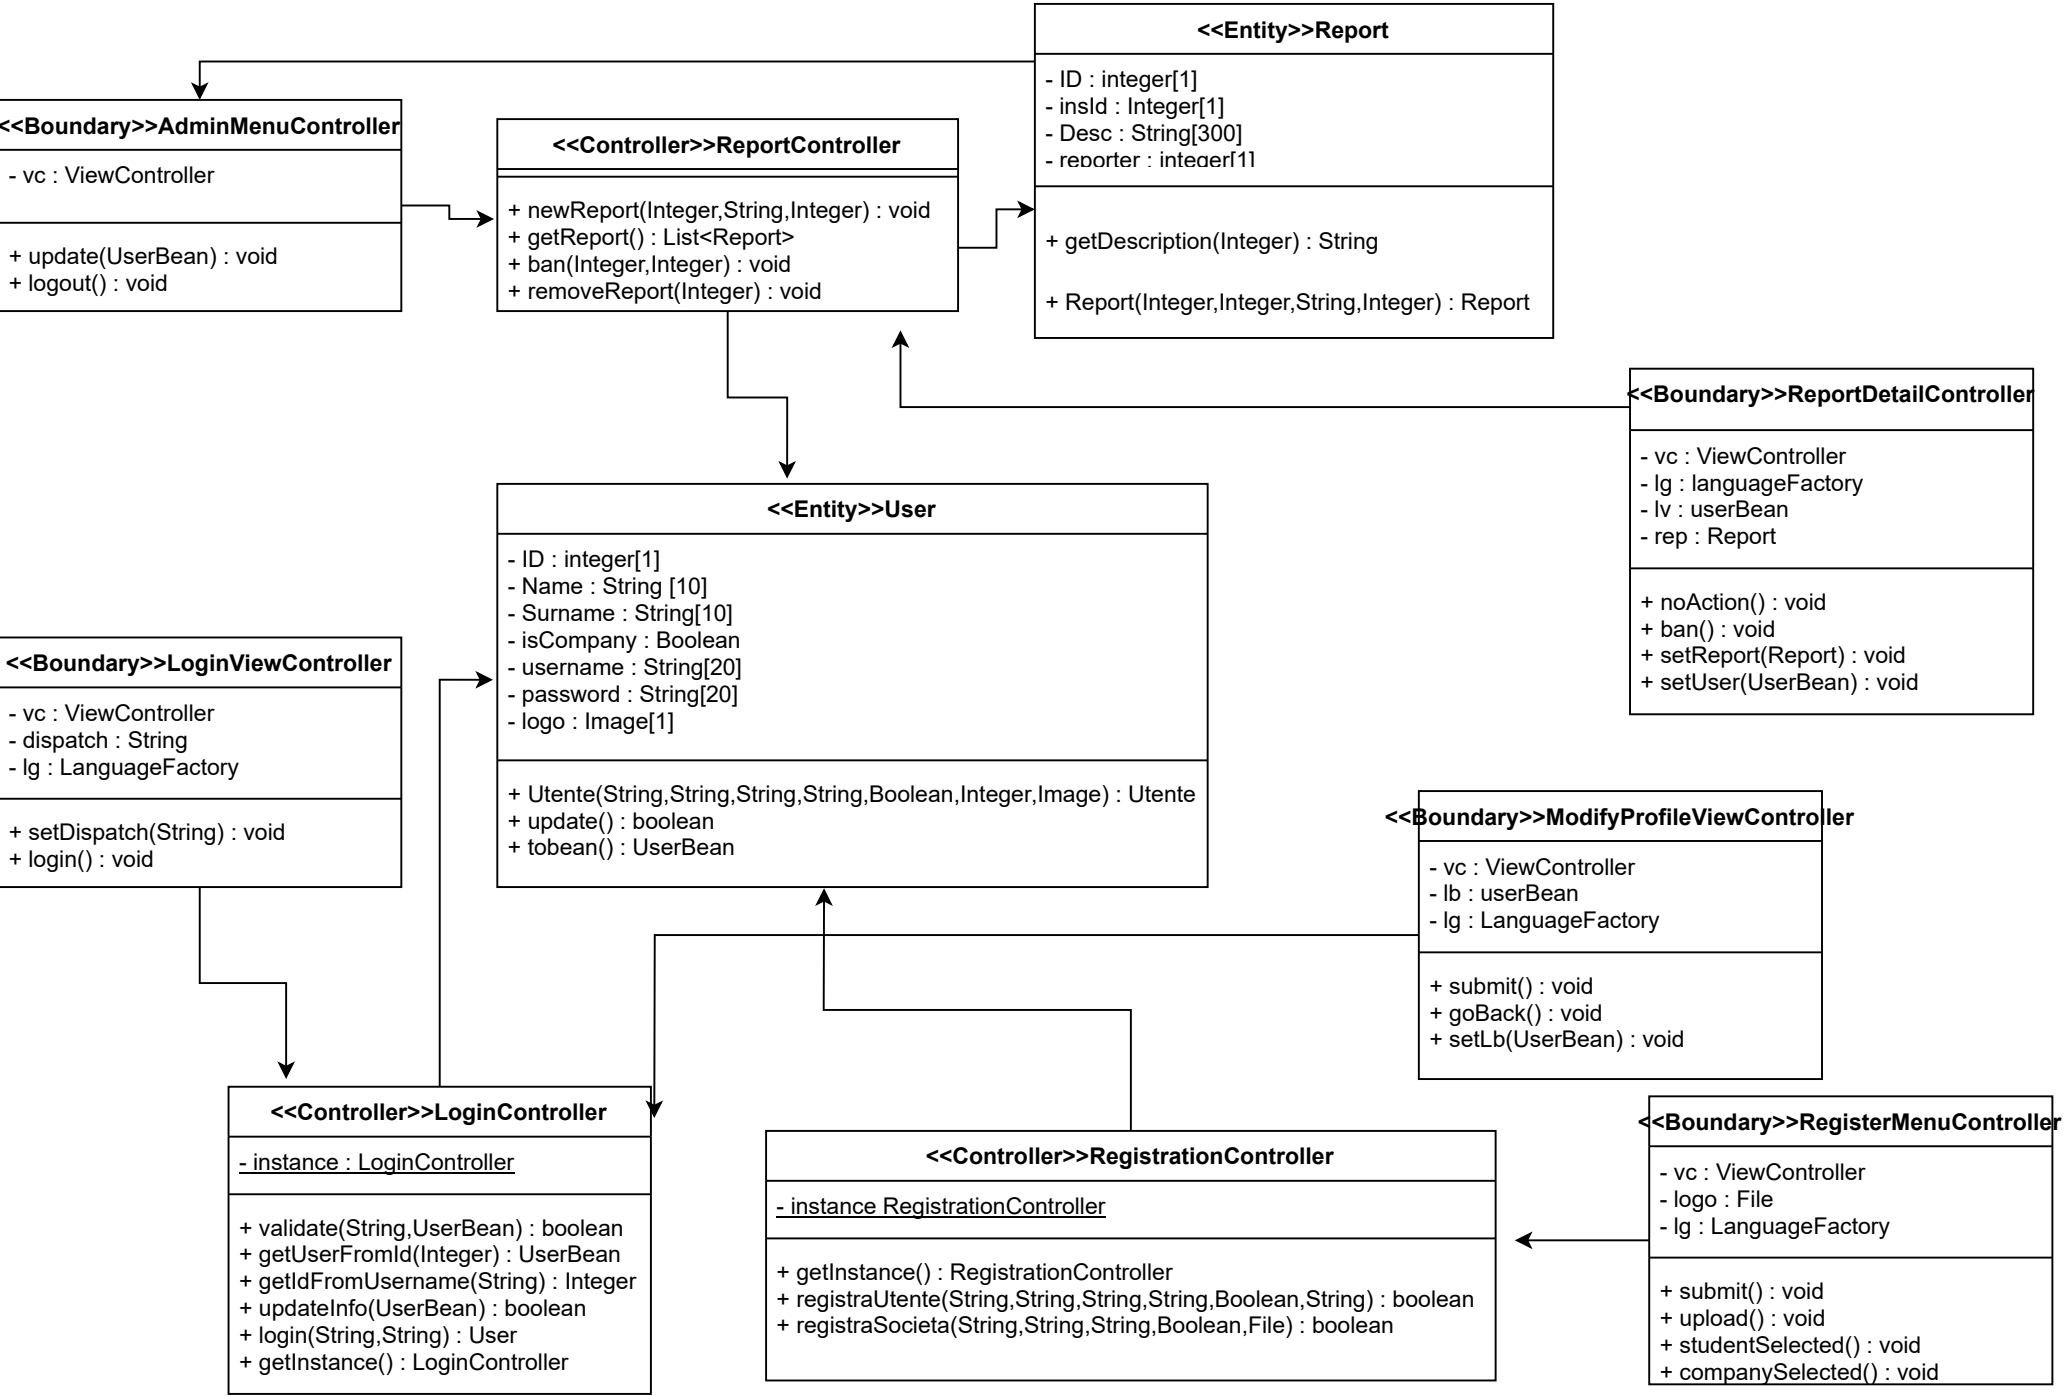 <<Entity>>Report
- ID : integer[1]
- insId : Integer[1]
- Desc : String[300]
- reporter : integer[1]
+ getDescription(Integer) : String
+ Report(Integer,Integer,String,Integer) : Report
<<Boundary>>AdminMenuController
- vc : ViewController
+ update(UserBean) : void
+ logout() : void
<<Controller>>ReportController
+ newReport(Integer,String,Integer) : void
+ getReport() : List<Report>
+ ban(Integer,Integer) : void
+ removeReport(Integer) : void
<<Boundary>>ReportDetailController
- vc : ViewController
- lg : languageFactory
- lv : userBean
- rep : Report
+ noAction() : void
+ ban() : void
+ setReport(Report) : void
+ setUser(UserBean) : void
<<Entity>>User
- ID : integer[1]
- Name : String [10]
- Surname : String[10]
- isCompany : Boolean
- username : String[20]
- password : String[20]
- logo : Image[1]
+ Utente(String,String,String,String,Boolean,Integer,Image) : Utente
+ update() : boolean
+ tobean() : UserBean
<<Boundary>>LoginViewController
- vc : ViewController
- dispatch : String
- lg : LanguageFactory
+ setDispatch(String) : void
+ login() : void
<<Boundary>>ModifyProfileViewController
- vc : ViewController
- lb : userBean
- lg : LanguageFactory
+ submit() : void
+ goBack() : void
+ setLb(UserBean) : void
<<Controller>>LoginController
- instance : LoginController
+ validate(String,UserBean) : boolean
+ getUserFromId(Integer) : UserBean
+ getIdFromUsername(String) : Integer
+ updateInfo(UserBean) : boolean
+ login(String,String) : User
+ getInstance() : LoginController
<<Controller>>RegistrationController
- instance RegistrationController
+ getInstance() : RegistrationController
+ registraUtente(String,String,String,String,Boolean,String) : boolean
+ registraSocieta(String,String,String,Boolean,File) : boolean
<<Boundary>>RegisterMenuController
- vc : ViewController
- logo : File
- lg : LanguageFactory
+ submit() : void
+ upload() : void
+ studentSelected() : void
+ companySelected() : void